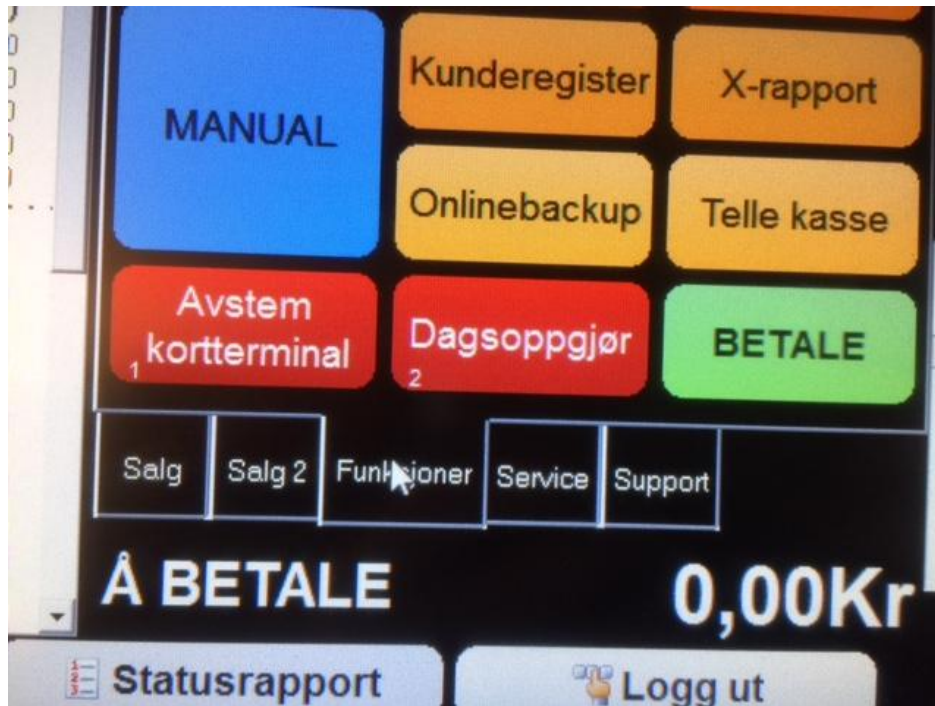 MANUAL
Kunderegister
X-rapport
Onlinebackup
Telle kasse
Avstem
1 kortterminal
Dagsoppgjør
2
BETALE
Salg
Salg 2
Funksjoner
Service
Support
Å BETALE
0,00Kr
Statusrapport
Logg ut